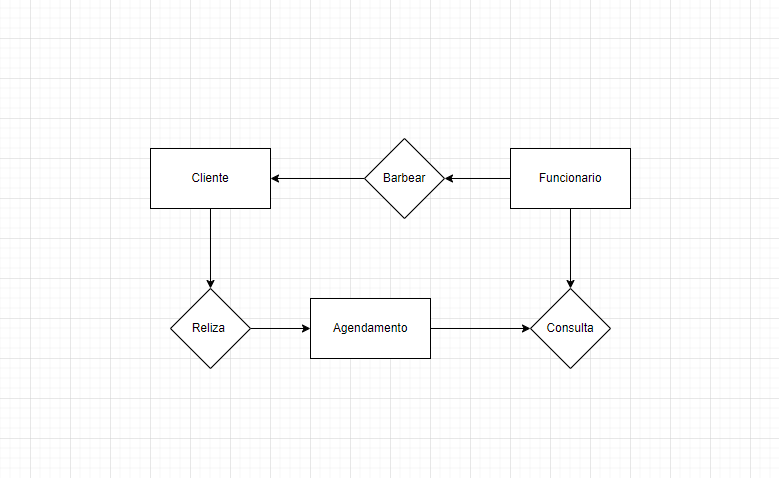 Cliente
Barbear
Funcionario
Reliza
Agendamento
Consulta